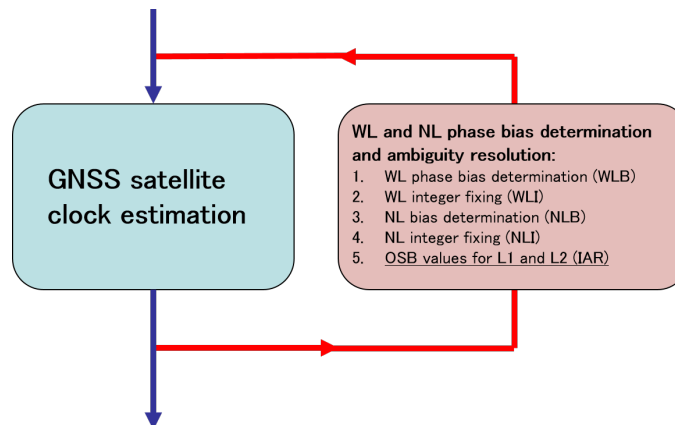 GNSS satellite
clock estimation
WL and NL phase bias determination
and ambiguity resolution:
1. WL phase bias determination (WLB)
2. WL integer fixing (WLI)
3. NL bias determination (NLB)
4. NL integer fixing (NLI)
5. OSB values for L1 and L2 (IAR)